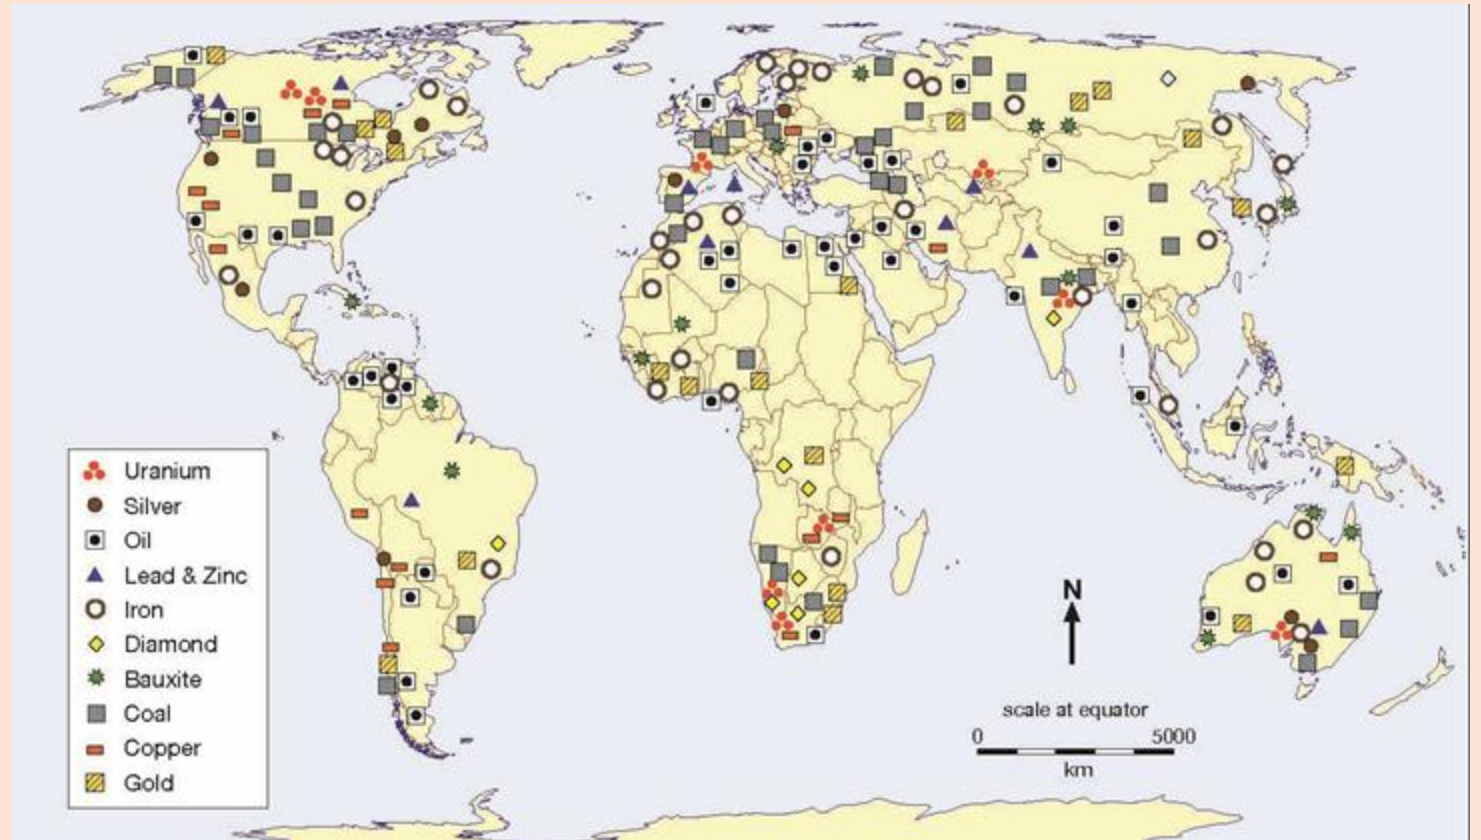 Uranium
Silver
Oil
Lead & Zinc
Iron
Diamond
Bauxite
Coal
Copper
Gold
N
scale at equator
0 5000
km